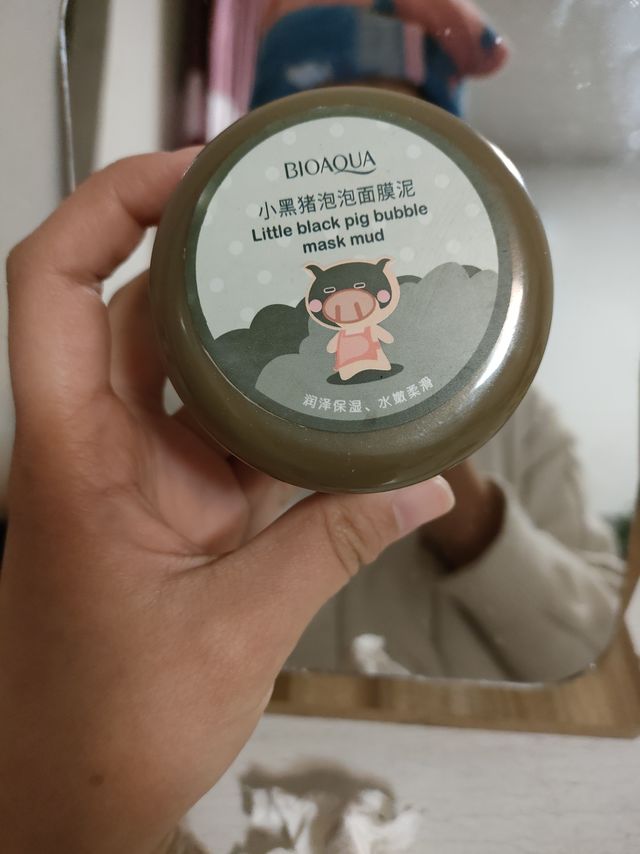 BIOAQUA
小黑猪泡泡面膜泥
Little black pig bubble
mask mud
润泽保湿、水嫩柔滑